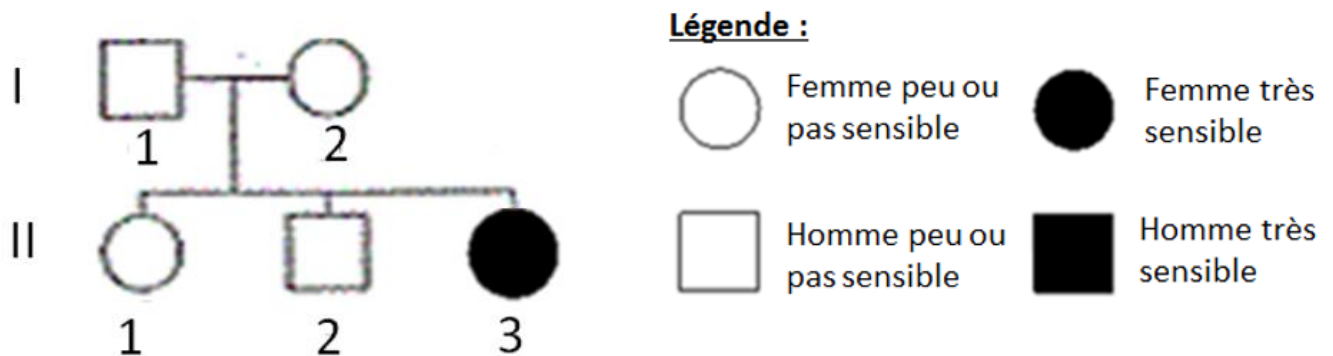 I
1
2
II
1
2
3
Légende :
Femme peu ou
pas sensible
Femme très
sensible
Homme peu ou
pas sensible
Homme très
sensible